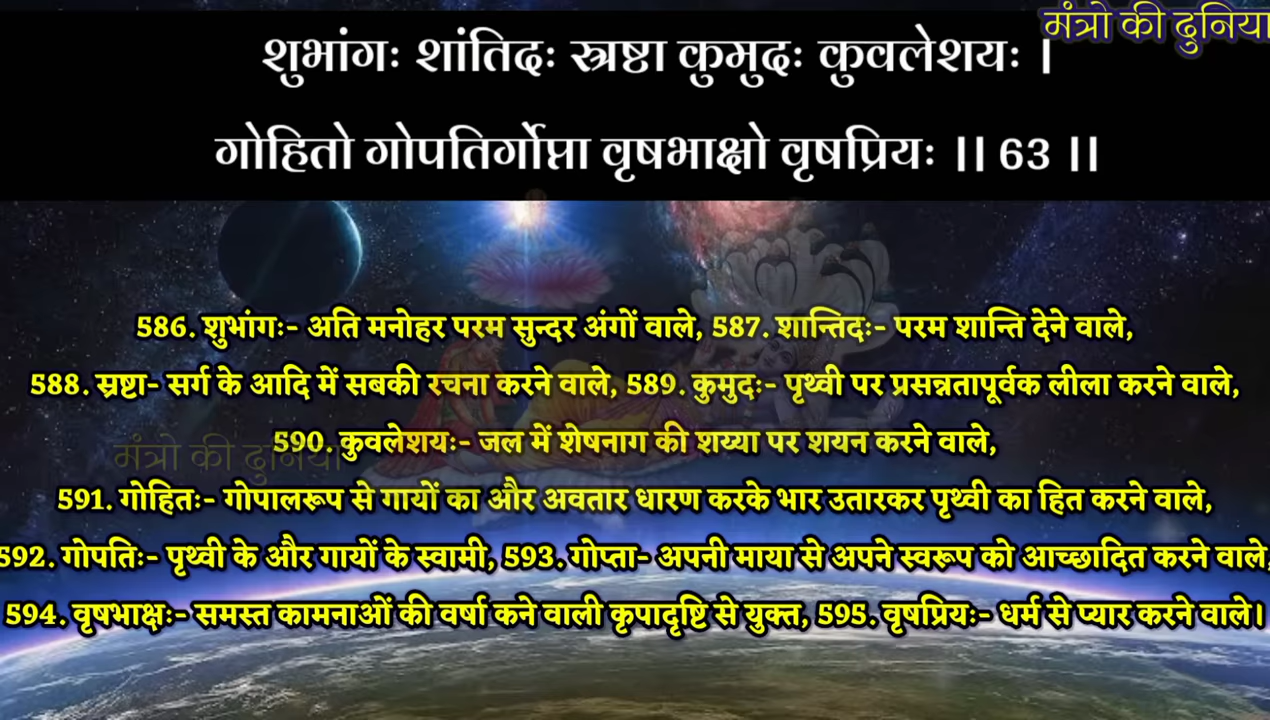 मंत्रो की दुनिया
शुभांगः शांतिदः स्त्रष्टा कुमुदः कुवलेशयः ।
गोहितो गोपतिर्गोप्ता वृषभाक्षो वृषप्रियः ।। 63 ।।
586. शुभांगः- अति मनोहर परम सुन्दर अंगों वाले, 587. शान्तिदः- परम शान्ति देने वाले,
588. स्रष्टा- सर्ग के आदि में सबकी रचना करने वाले, 589. कुमुदः- पृथ्वी पर प्रसन्नतापूर्वक लीला करने वाले,
590. कुवलेशयः- जल में शेषनाग की शय्या पर शयन करने वाले,
मंत्रो की दुनिया
591. गोहितः- गोपालरूप से गायों का और अवतार धारण करके भार उतारकर पृथ्वी का हित करने वाले,
592. गोपतिः- पृथ्वी के और गायों के स्वामी, 593. गोप्ता- अपनी माया से अपने स्वरूप को आच्छादित करने वाले,
594. वृषभाक्षः- समस्त कामनाओं की वर्षा कने वाली कृपादृष्टि से युक्त, 595. वृषप्रियः- धर्म से प्यार करने वाले।